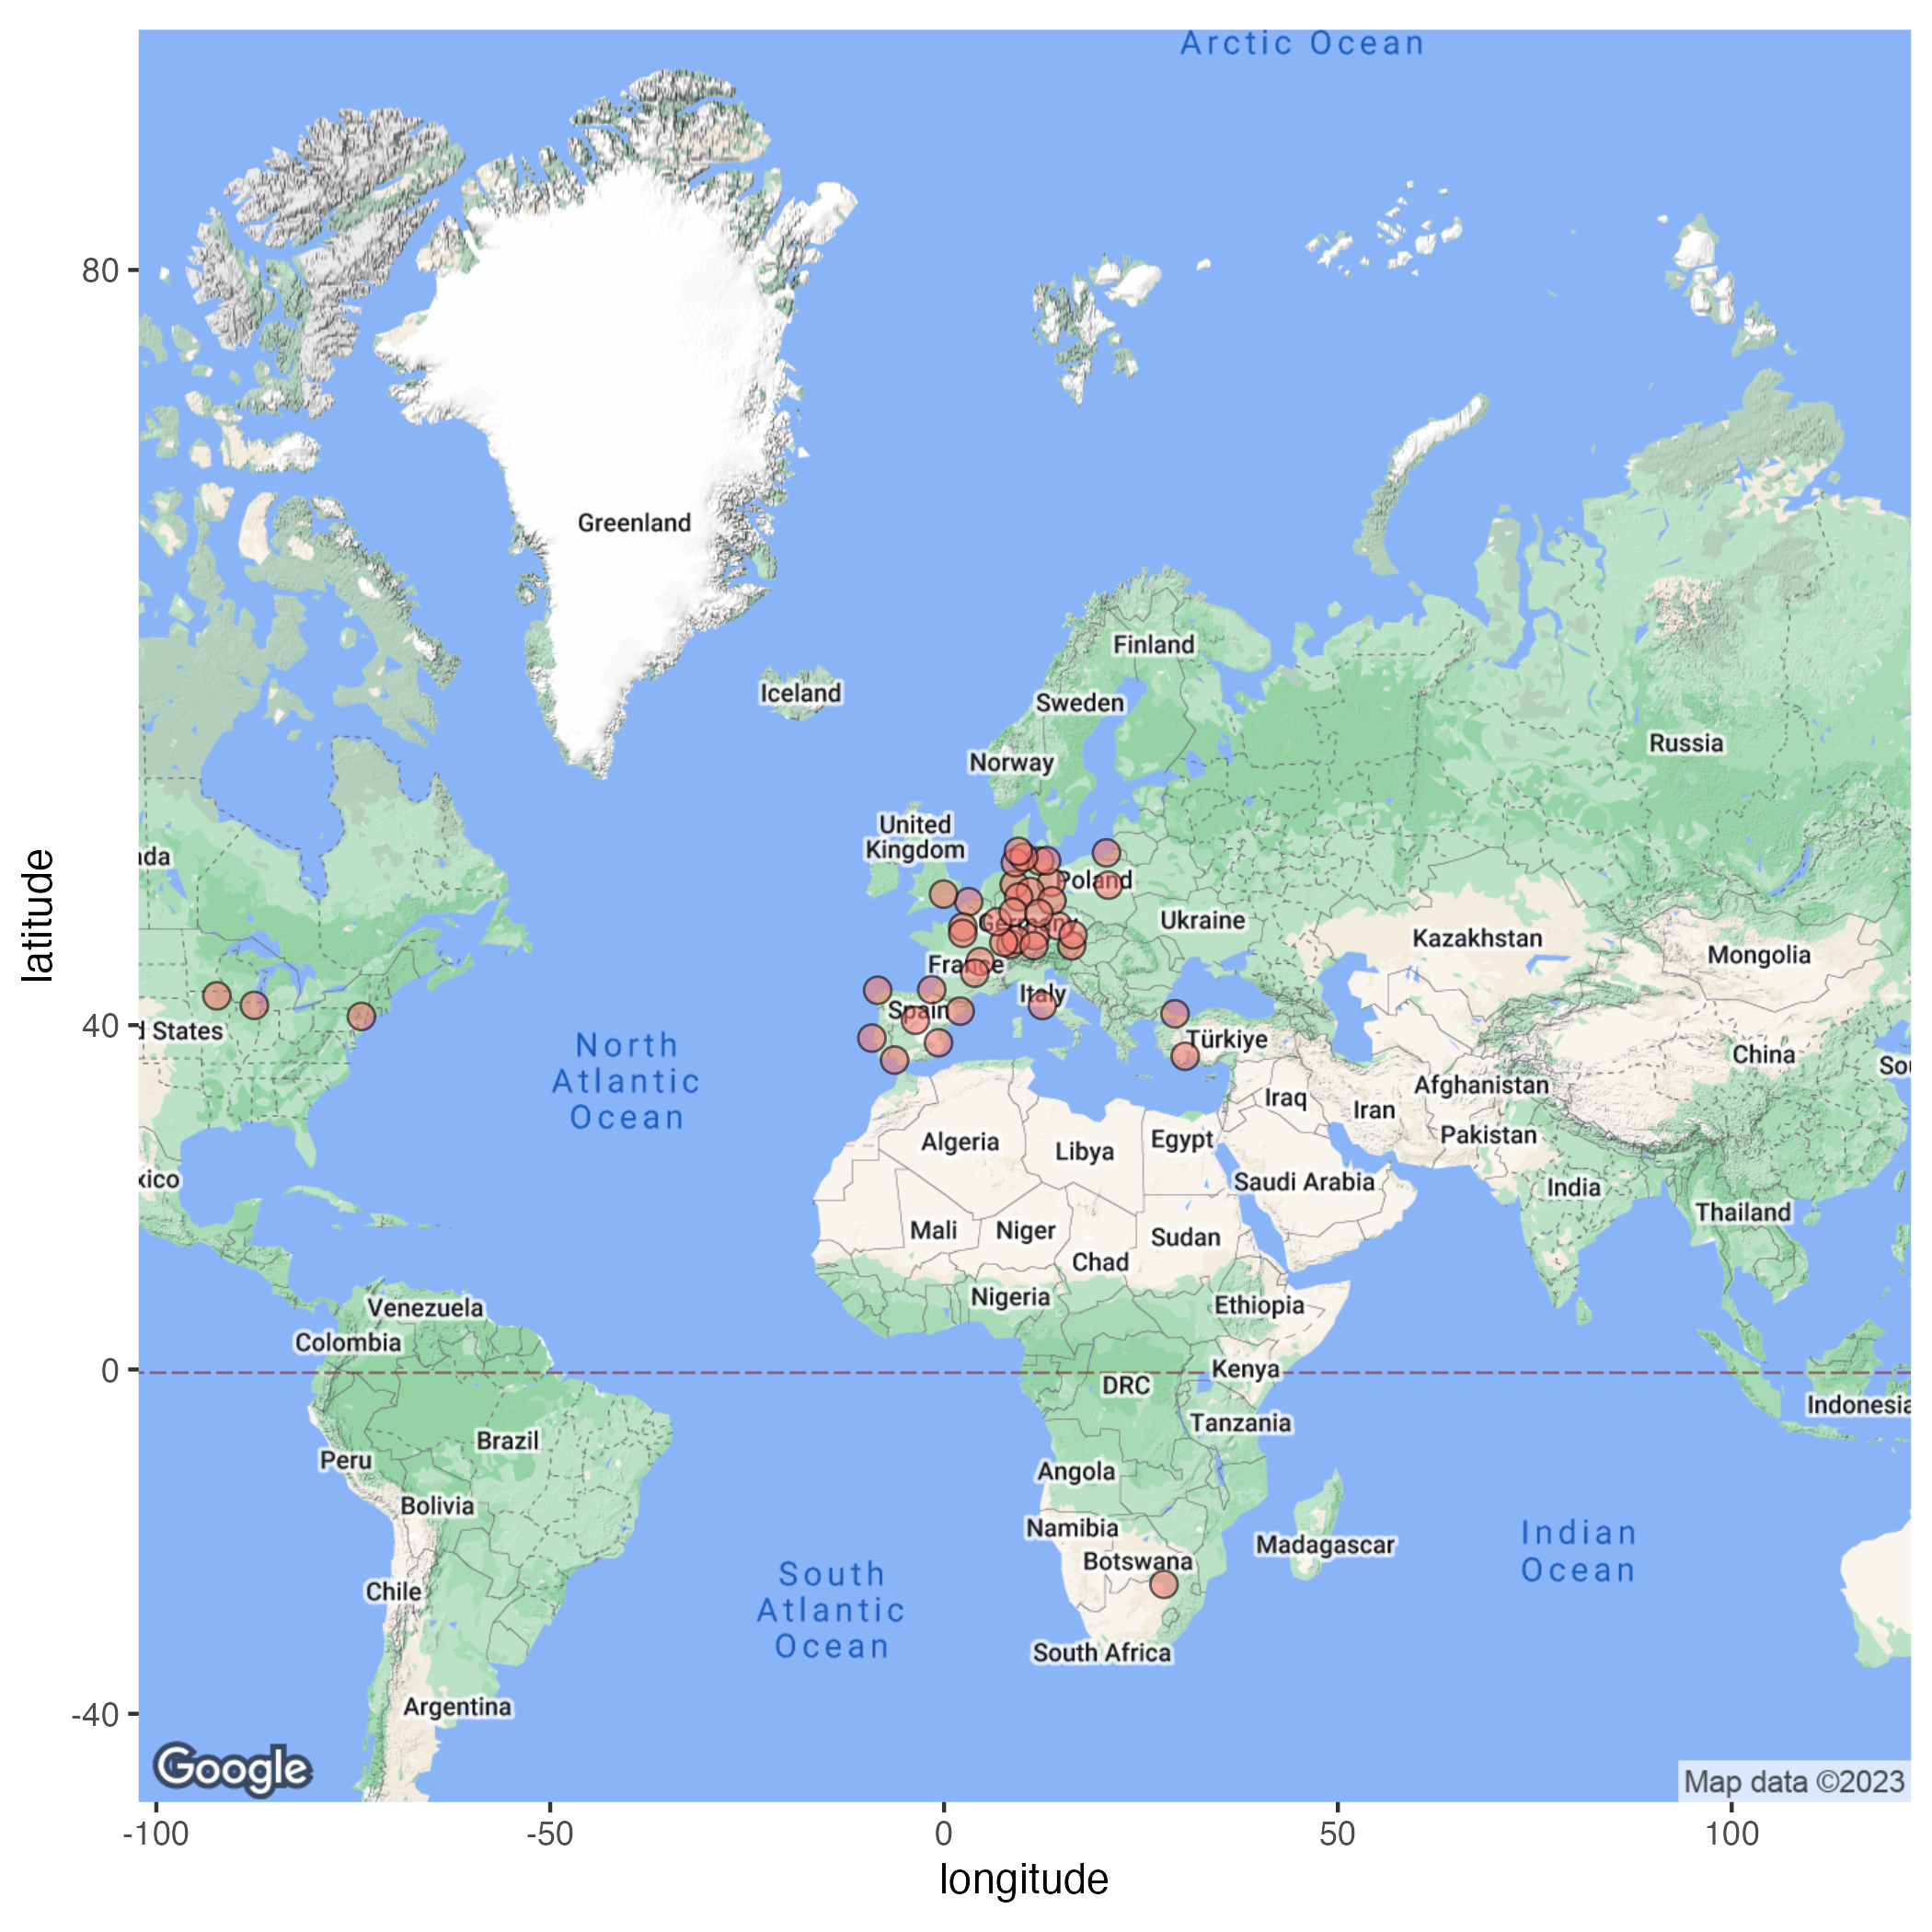 Arctic Ocean
80
Greenland
Finland
Iceland
Sweden
Russia
Norway
United
Kingdom
latitude
nda
Poland
Ukraine
Germany
Kazakhstan
Mongolia
France
Italy
Spain
40
d States
North
Atlantic
Ocean
Türkiye
China
Sou
Afghanistan
Iraq
Iran
Pakistan
Algeria
Libya
Egypt
xico
Saudi Arabia
India
Thailand
Mali
Niger
Sudan
Chad
Nigeria
Ethiopia
Venezuela
Colombia
0
Kenya
DRC
Indonesia
Tanzania
Brazil
Peru
Angola
Bolivia
Namibia
Madagascar
Indian
Ocean
Botswana
South
Atlantic
Ocean
Chile
South Africa
Argentina
-40
Google
Map data ©2023
-100
-50
0
50
100
longitude